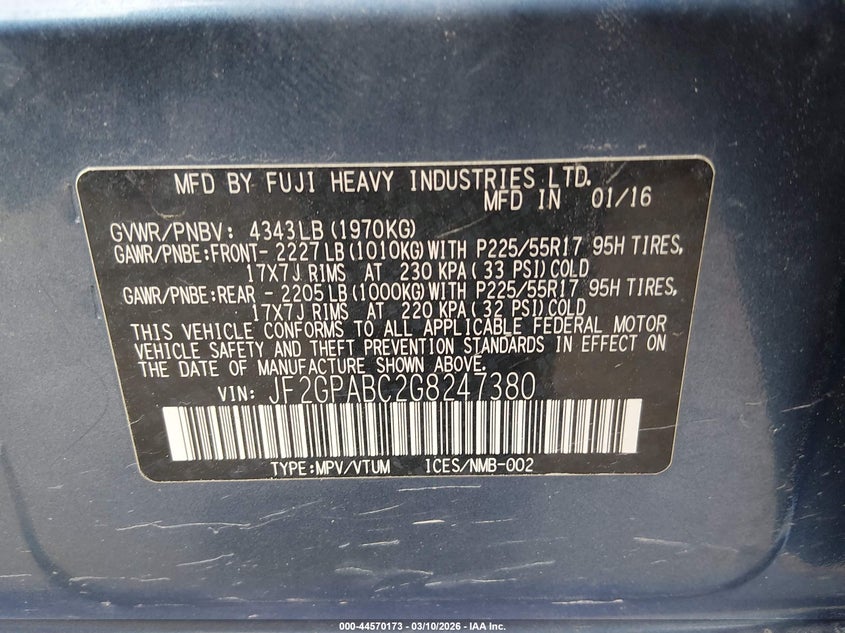 MFD BY FUJI HEAVY INDUSTRIES LTD.
MFD IN 01/16
GVWR/PNBV: 4343LB (1970KG)
GAWR/PNBE:FRONT- 2227 LB (1010KG) WITH P225/55R17 95H TIRES,
17X7J RIMS AT 230 KPA ( 33 PSI) COLD
GAWR/PNBE:REAR - 2205 LB (1000KG) WITH P225/55R17 95H TIRES,
17X7J RIMS AT 220 KPA ( 32 PSI) COLD
THIS VEHICLE CONFORMS TO ALL APPLICABLE FEDERAL MOTOR
VEHICLE SAFETY AND THEFT PREVENTION STANDARDS IN EFFECT ON
THE DATE OF MANUFACTURE SHOWN ABOVE.
VIN: JF2GPABC2G8247380
TYPE:MPV/VTUM ICES/NMB-002
000-44570173 — 03/10/2026 — IAA Inc.